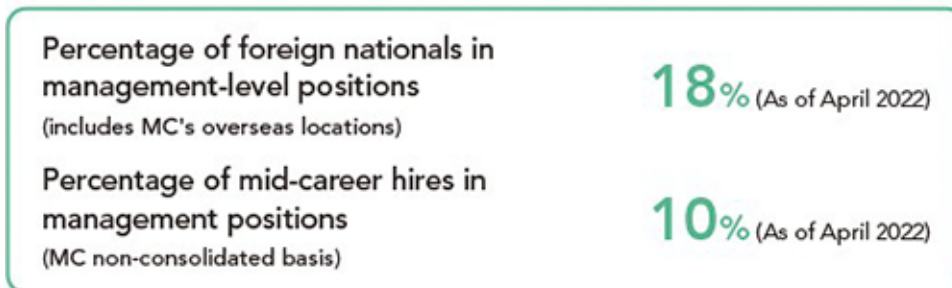 Percentage of foreign nationals in
management-level positions
(includes MC's overseas locations)
18% (As of April 2022)
Percentage of mid-career hires in
management positions
(MC non-consolidated basis)
10% (As of April 2022)